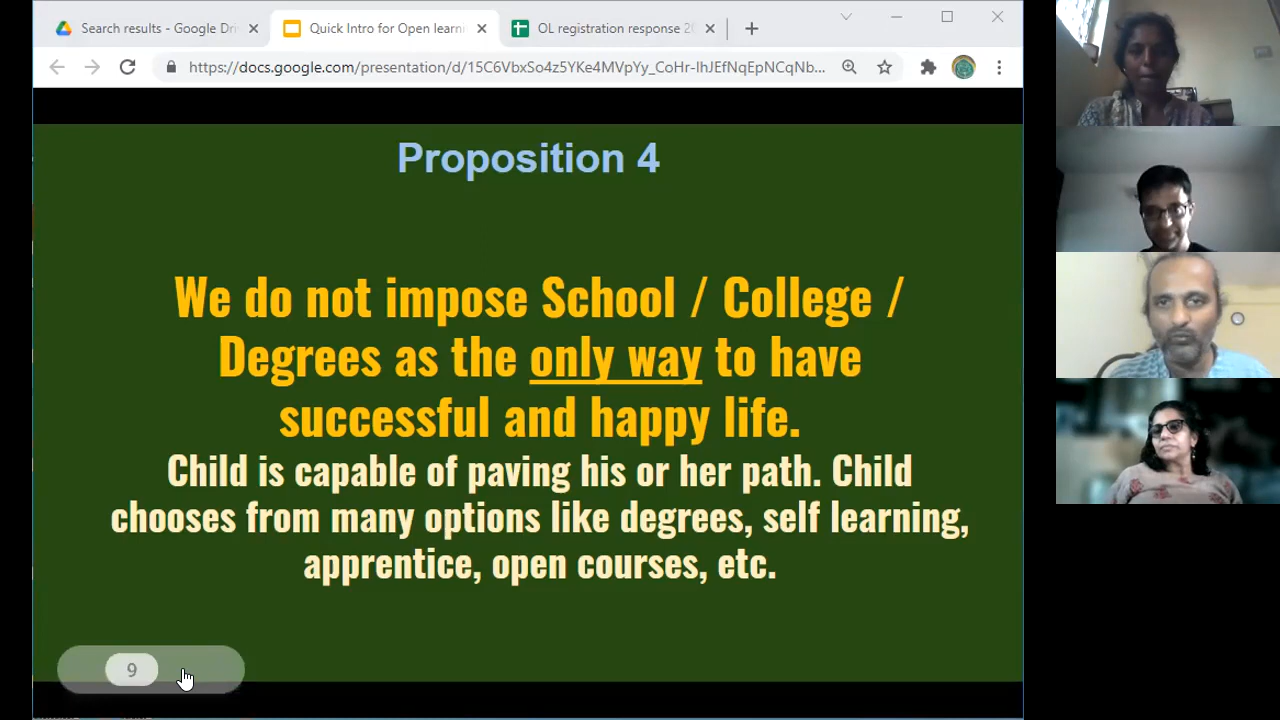 Search results - Google Dri
Quick Intro for Open learni
OL registration response 20
https://docs.google.com/presentation/d/15C6VbxSo4z5YKe4MVpYy_CoHr-IhJEfNqEpNCqNb...
Proposition 4
We do not impose School / College /
Degrees as the only way to have
successful and happy life.
Child is capable of paving his or her path. Child
chooses from many options like degrees, self learning,
apprentice, open courses, etc.
9